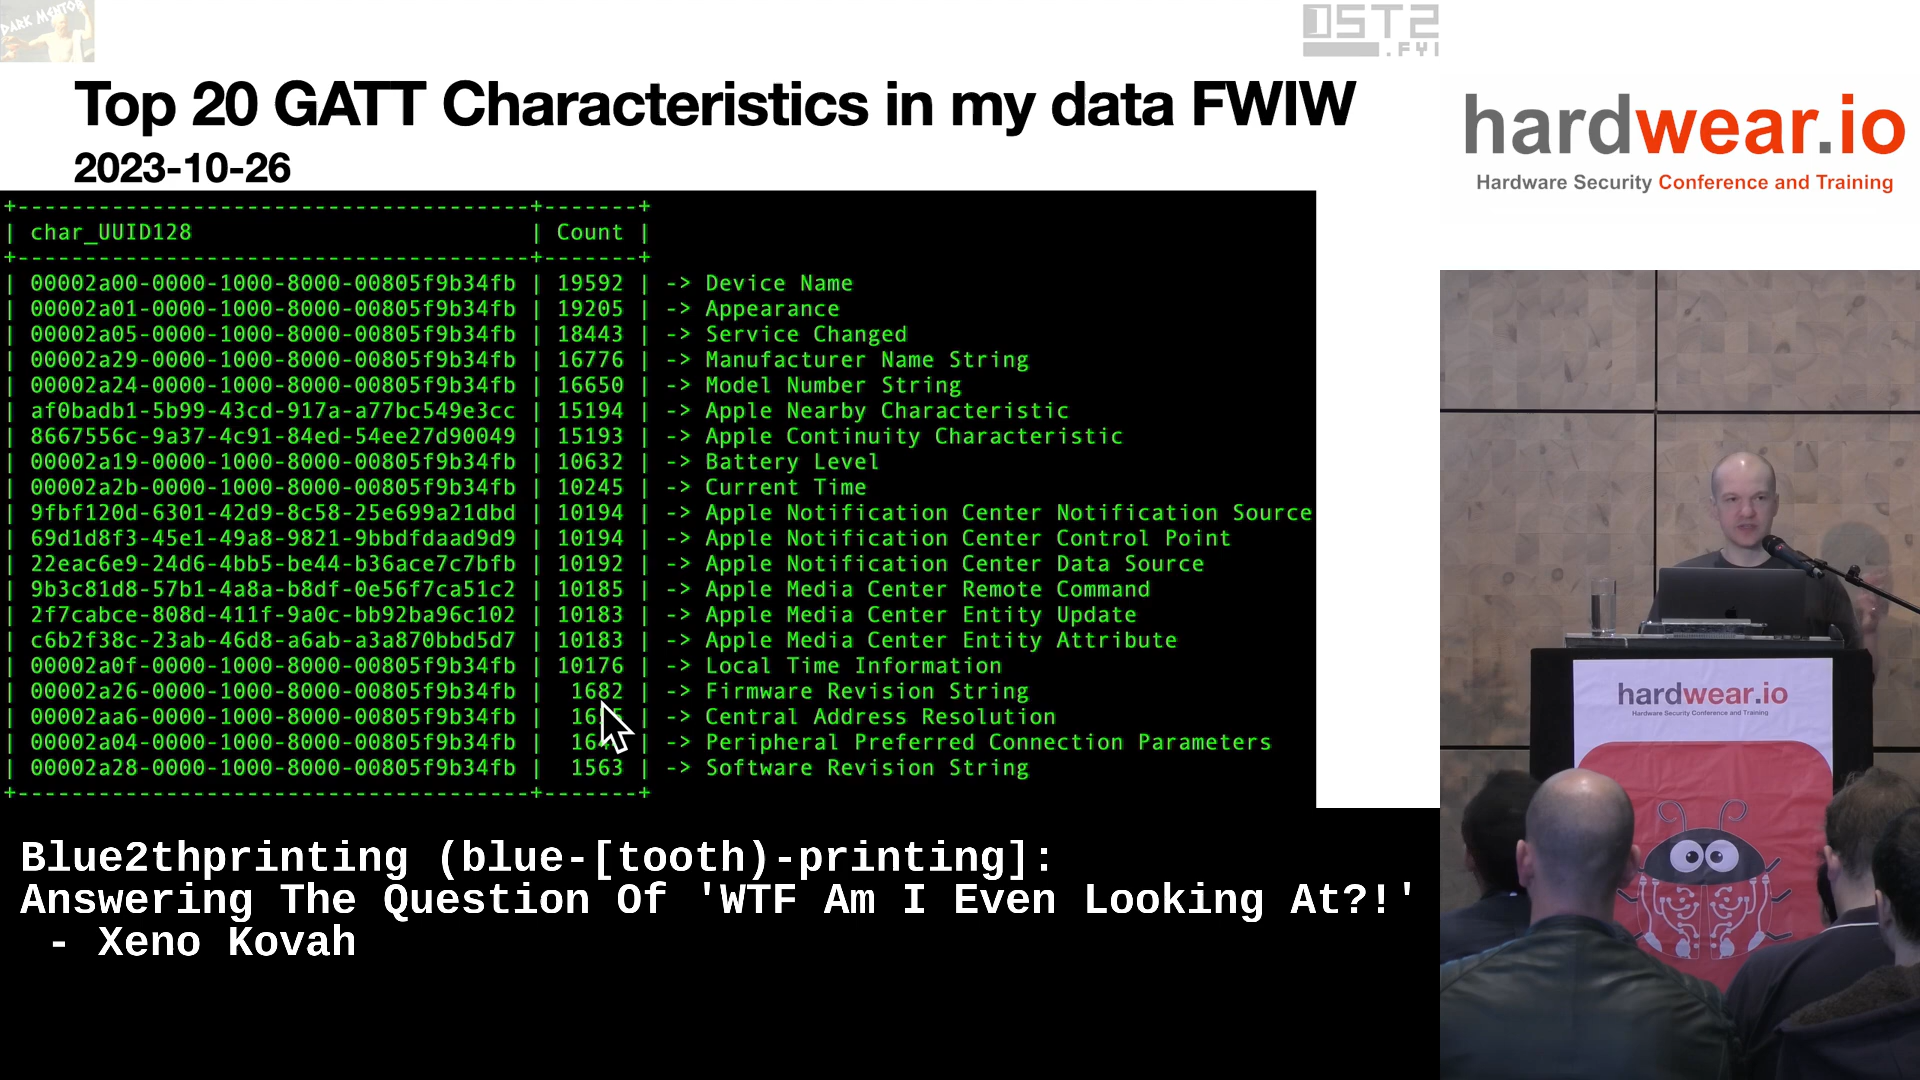 DARK MENTOR
OST2
.FYI
Top 20 GATT Characteristics in my data FWIW
2023-10-26
+--------------------------------------+-------+
| char_UUID128 | Count |
+--------------------------------------+-------+
| 00002a00-0000-1000-8000-00805f9b34fb | 19592 | -> Device Name
| 00002a01-0000-1000-8000-00805f9b34fb | 19205 | -> Appearance
| 00002a05-0000-1000-8000-00805f9b34fb | 18443 | -> Service Changed
| 00002a29-0000-1000-8000-00805f9b34fb | 16776 | -> Manufacturer Name String
| 00002a24-0000-1000-8000-00805f9b34fb | 16650 | -> Model Number String
| af0badb1-5b99-43cd-917a-a77bc549e3cc | 15194 | -> Apple Nearby Characteristic
| 8667556c-9a37-4c91-84ed-54ee27d90049 | 15193 | -> Apple Continuity Characteristic
| 00002a19-0000-1000-8000-00805f9b34fb | 10632 | -> Battery Level
| 00002a2b-0000-1000-8000-00805f9b34fb | 10245 | -> Current Time
| 9fbf120d-6301-42d9-8c58-25e699a21dbd | 10194 | -> Apple Notification Center Notification Source
| 69d1d8f3-45e1-49a8-9821-9bbdfdaad9d9 | 10194 | -> Apple Notification Center Control Point
| 22eac6e9-24d6-4bb5-be44-b36ace7c7bfb | 10192 | -> Apple Notification Center Data Source
| 9b3c81d8-57b1-4a8a-b8df-0e56f7ca51c2 | 10185 | -> Apple Media Center Remote Command
| 2f7cabce-808d-411f-9a0c-bb92ba96c102 | 10183 | -> Apple Media Center Entity Update
| c6b2f38c-23ab-46d8-a6ab-a3a870bbd5d7 | 10183 | -> Apple Media Center Entity Attribute
| 00002a0f-0000-1000-8000-00805f9b34fb | 10176 | -> Local Time Information
| 00002a26-0000-1000-8000-00805f9b34fb | 1682 | -> Firmware Revision String
| 00002aa6-0000-1000-8000-00805f9b34fb | | -> Central Address Resolution
| 00002a04-0000-1000-8000-00805f9b34fb | | -> Peripheral Preferred Connection Parameters
| 00002a28-0000-1000-8000-00805f9b34fb | 1563 | -> Software Revision String
+--------------------------------------+-------+
hardwear.io
Hardware Security Conference and Training
hardwear.io
Hardware Security Conference and Training
Blue2thprinting (blue-[tooth)-printing]:
Answering The Question Of 'WTF Am I Even Looking At?!'
- Xeno Kovah